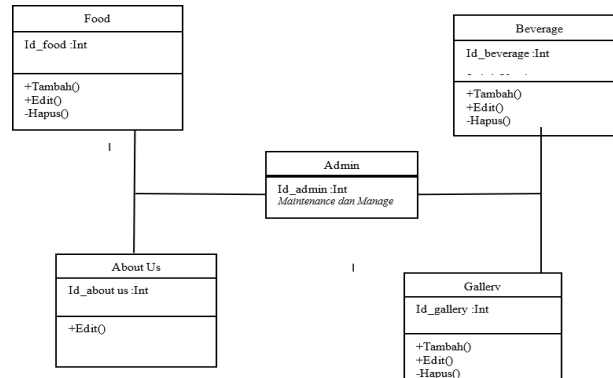 Food
Id_food :Int
+Tambah()
+Edit()
-Hapus()
Beverage
Id_beverage :Int
+Tambah()
+Edit()
-Hapus()
Admin
Id_admin :Int
Maintenance dan Manage
About Us
Id_about us :Int
+Edit()
Gallery
Id_gallery :Int
+Tambah()
+Edit()
-Hapus()